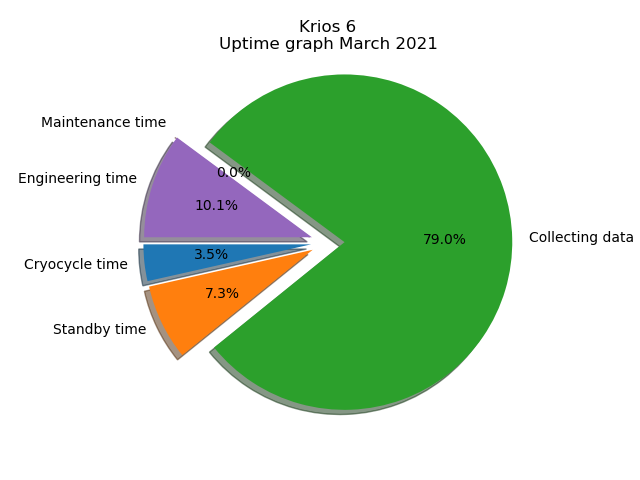 Krios 6
Uptime graph March 2021
Maintenance time
0.0%
Engineering time
10.1%
79.0%
Collecting data
Cryocycle time
3.5%
Standby time
7.3%